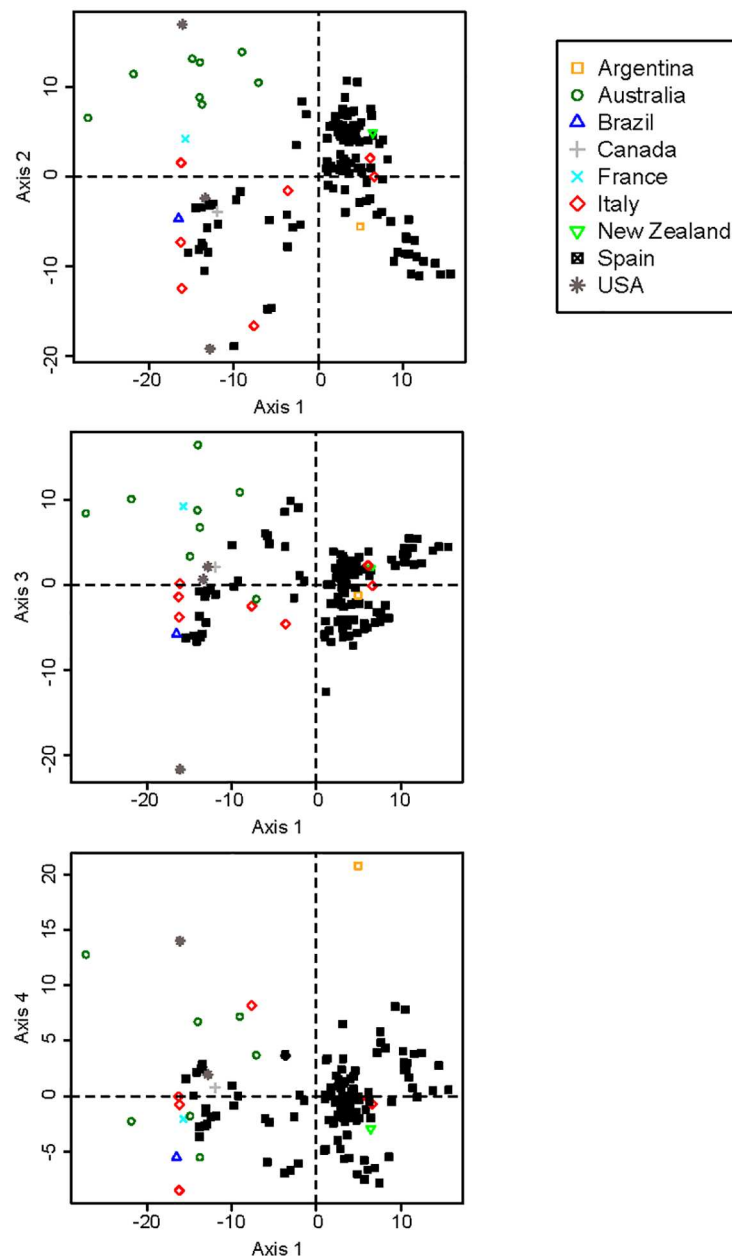 10
0
-10
-20
Axis 2
-20
-10
0
10
Axis 1
Argentina
Australia
Brazil
Canada
France
Italy
New Zealand
Spain
USA
10
0
-10
-20
Axis 3
-20
-10
0
10
Axis 1
20
15
10
5
0
-5
Axis 4
-20
-10
0
10
Axis 1